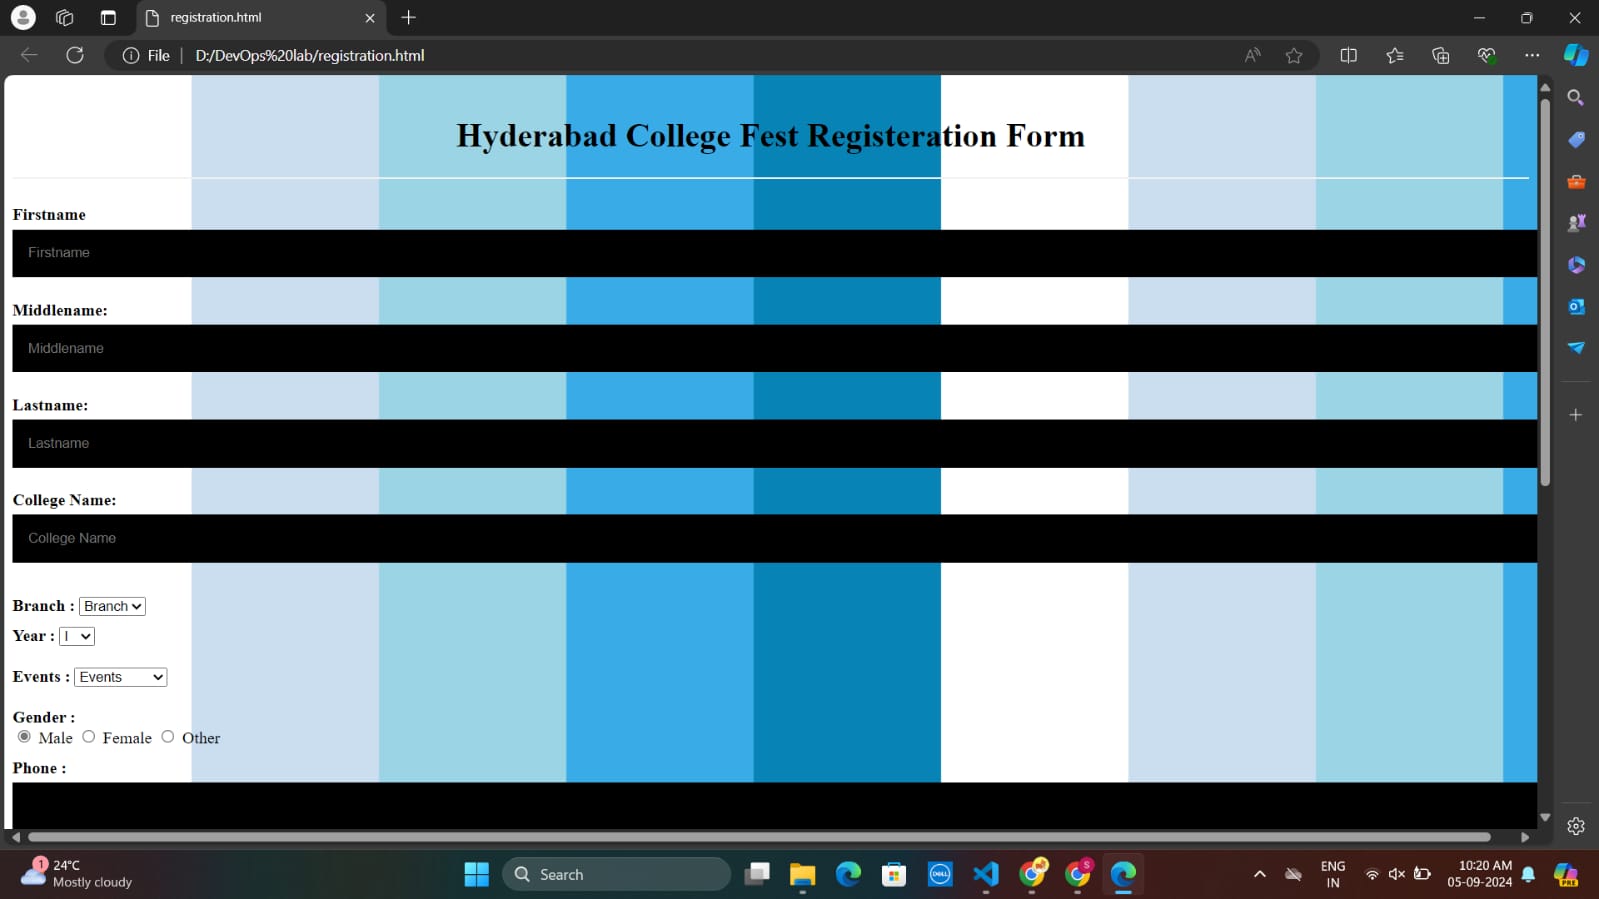 registration.html
File
D:/DevOps%20lab/registration.html
Hyderabad College Fest Registeration Form
Firstname
Firstname
Middlename:
Middlename
Lastname:
Lastname
College Name:
College Name
Branch : Branch
Year : I
Events : Events
Gender :
Male Female Other
Phone :
1
24°C
Mostly cloudy
Search
DELL
S
PRE
ENG
IN
10:20 AM
05-09-2024